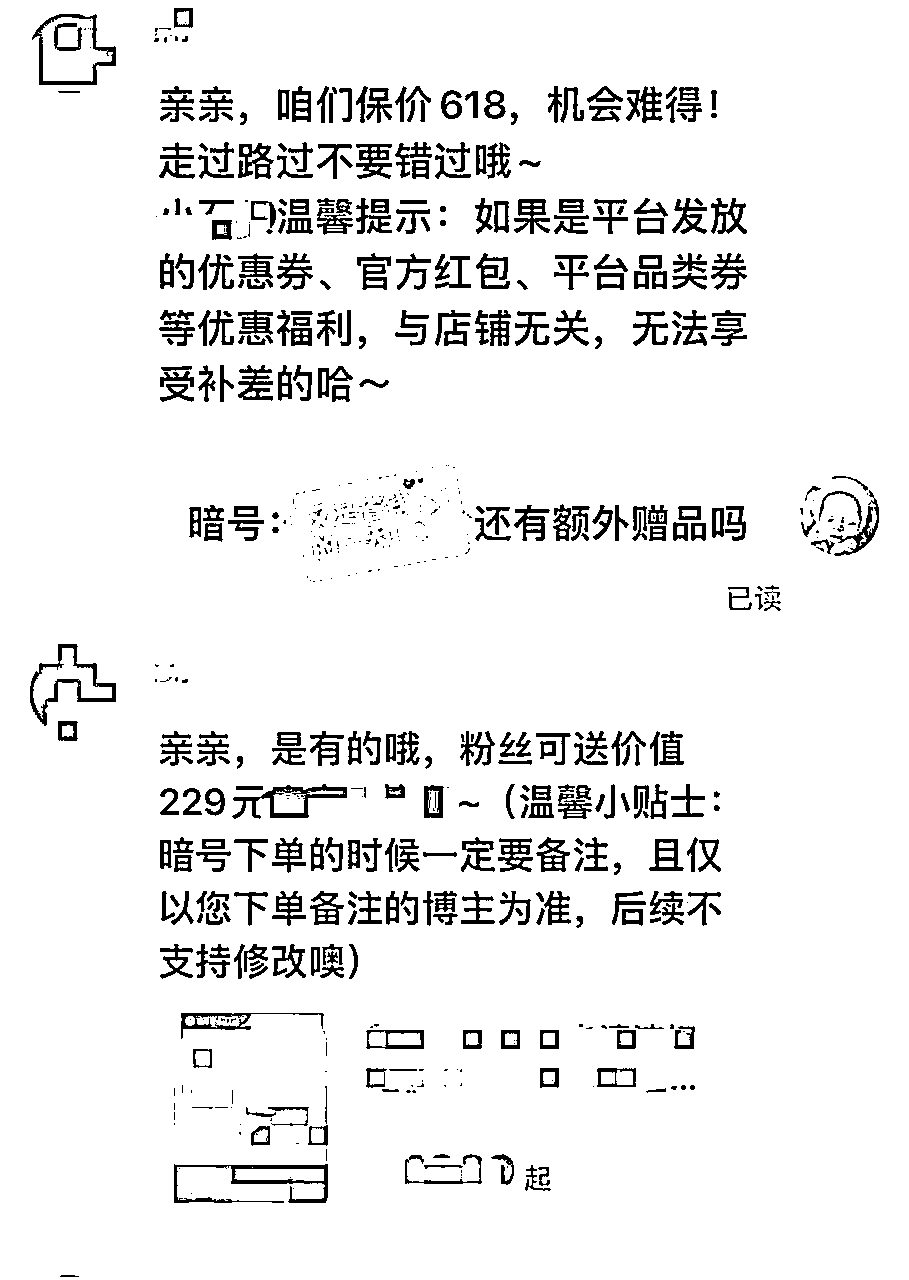 亲亲，咱们保价618，机会难得！
走过路过不要错过哦～
温馨提示：如果是平台发放
的优惠券、官方红包、平台品类券
等优惠福利，与店铺无关，无法享
受补差的哈～
暗号：还有额外赠品吗
已读
亲亲，是有的哦，粉丝可送价值
229元～（温馨小贴士：
暗号下单的时候一定要备注，且仅
以您下单备注的博主为准，后续不
支持修改噢）
起